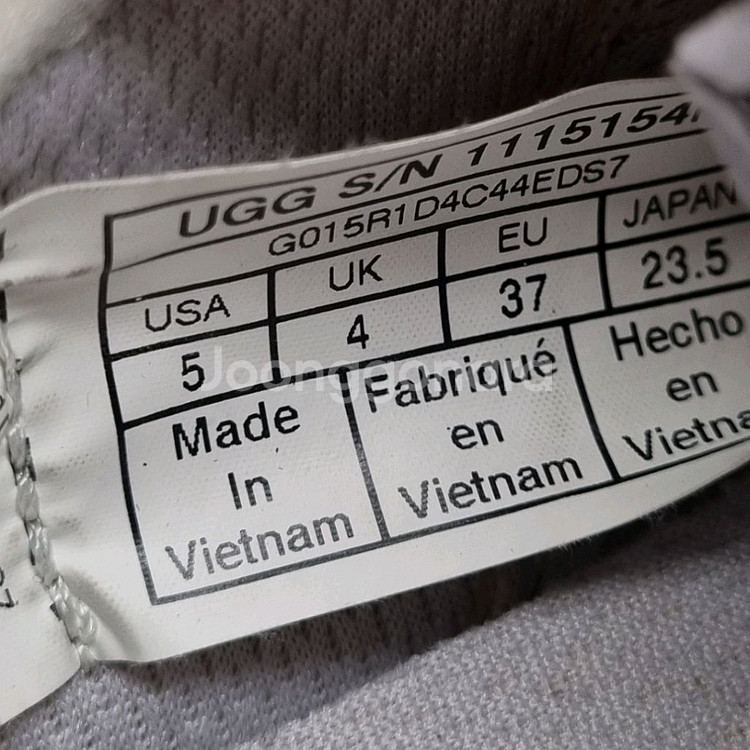 UGG S/N 1115154
G015R1D4C44EDS7
USA UK EU JAPAN
5 4 37 23.5
Made
In
Vietnam
Fabriqué
en
Vietnam
Hecho
en
Vietna
Joonggonara